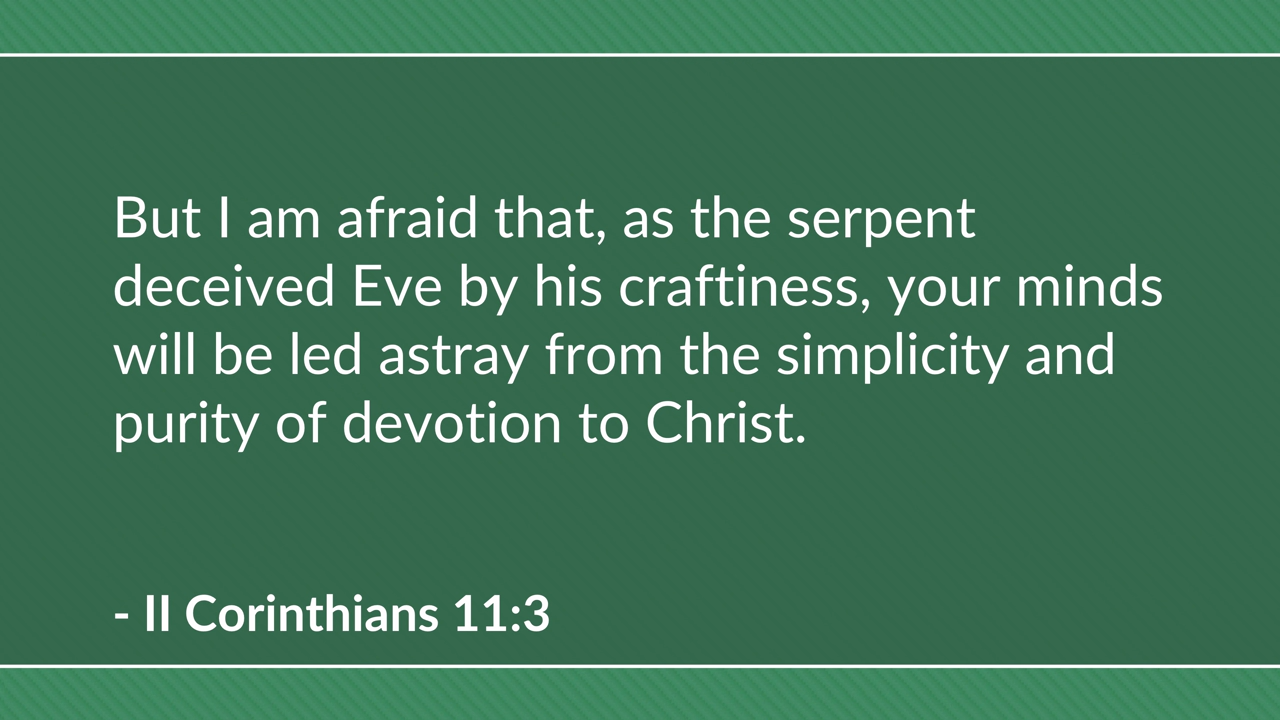 But I am afraid that, as the serpent
deceived Eve by his craftiness, your minds
will be led astray from the simplicity and
purity of devotion to Christ.
- II Corinthians 11:3